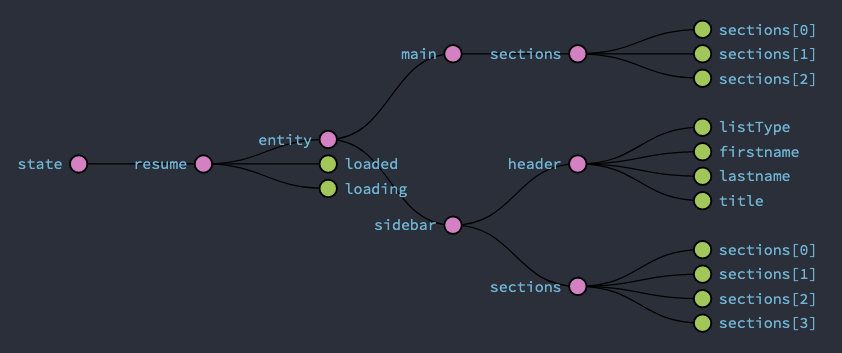 state
resume
entity
loaded
loading
main
sections
sections[0]
sections[1]
sections[2]
sidebar
header
listType
firstname
lastname
title
sections
sections[0]
sections[1]
sections[2]
sections[3]